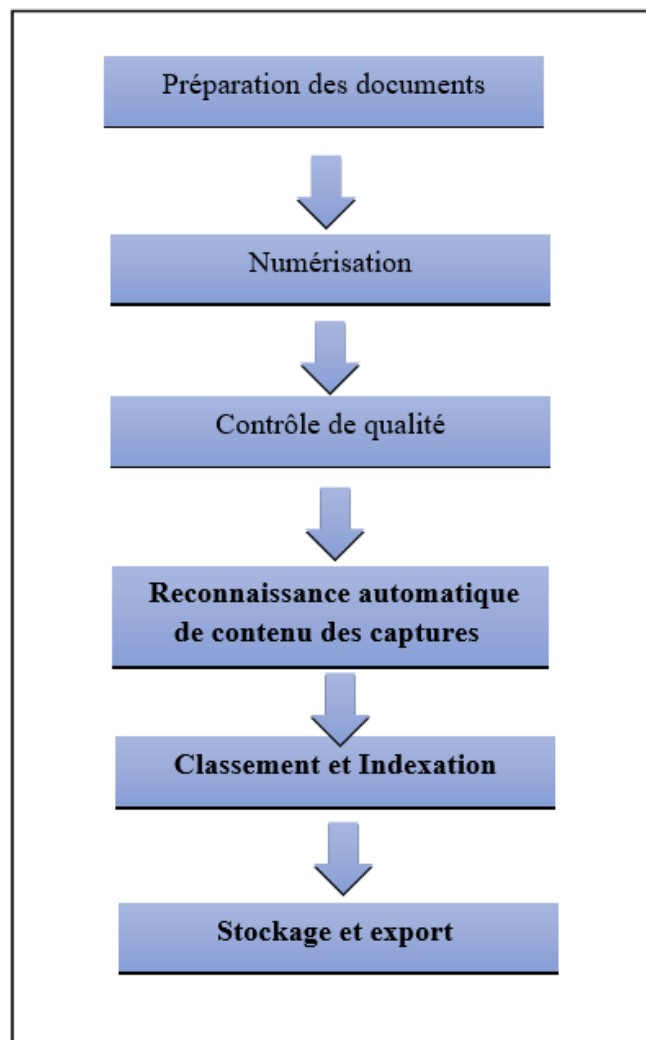 Préparation des documents
Numérisation
Contrôle de qualité
Reconnaissance automatique
de contenu des captures
Classement et Indexation
Stockage et export